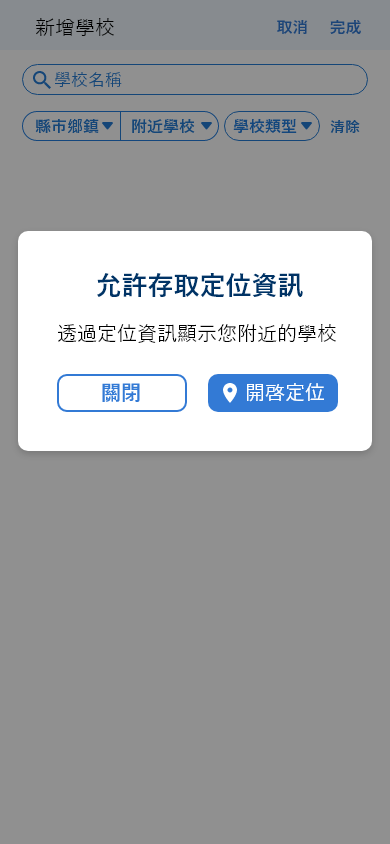 新增學校 取消 完成
學校名稱
縣市鄉鎮 附近學校 學校類型 清除
允許存取定位資訊
透過定位資訊顯示您附近的學校
關閉 開啓定位